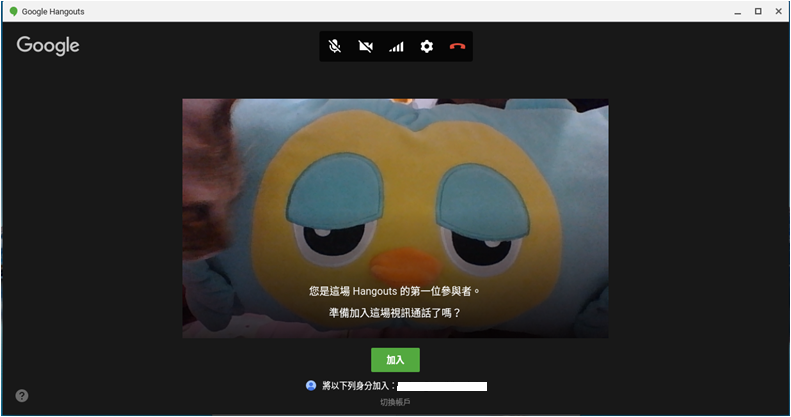 Google Hangouts
Google
您是這場 Hangouts 的第一位參與者。
準備加入這場視訊通話了嗎？
加入
將以下列身分加入：
切換帳戶
?